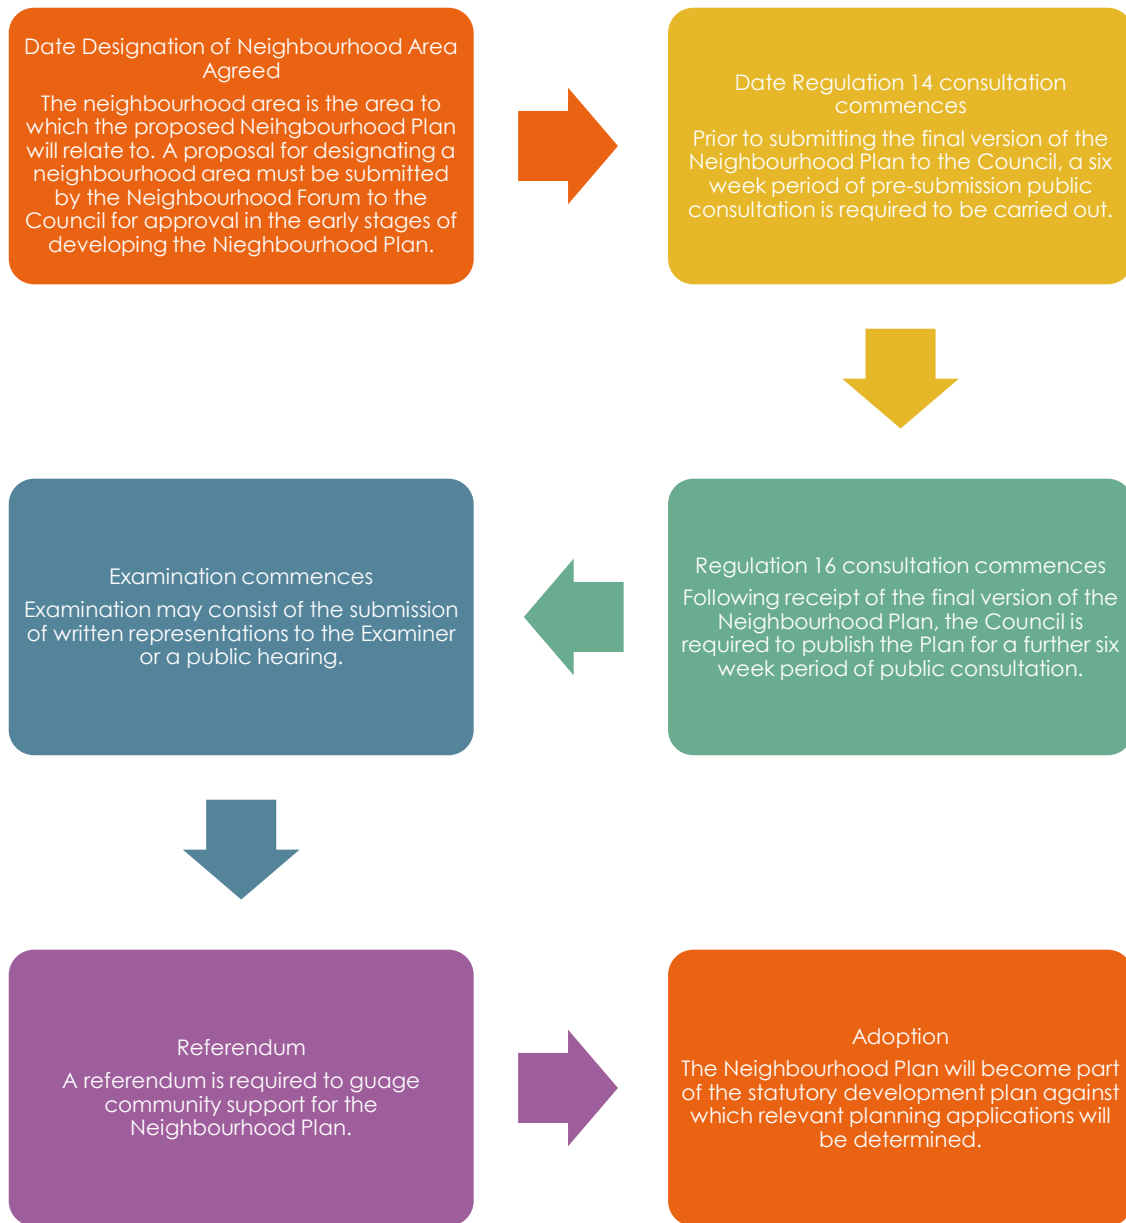 Date Designation of Neighbourhood Area
Agreed
The neighbourhood area is the area to
which the proposed Neihgbourhood Plan
will relate to. A proposal for designating a
neighbourhood area must be submitted
by the Neighbourhood Forum to the
Council for approval in the early stages of
developing the Nieghbourhood Plan.
Date Regulation 14 consultation
commences
Prior to submitting the final version of the
Neighbourhood Plan to the Council, a six
week period of pre-submission public
consultation is required to be carried out.
Regulation 16 consultation commences
Following receipt of the final version of the
Neighbourhood Plan, the Council is
required to publish the Plan for a further six
week period of public consultation.
Examination commences
Examination may consist of the submission
of written representations to the Examiner
or a public hearing.
Referendum
A referendum is required to guage
community support for the
Neighbourhood Plan.
Adoption
The Neighbourhood Plan will become part
of the statutory development plan against
which relevant planning applications will
be determined.